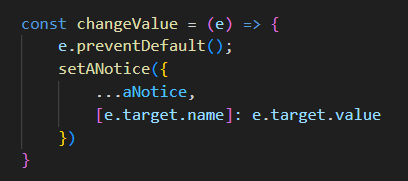 const changeValue = (e) => {
    e.preventDefault();
    setANotice({
        ...aNotice,
        [e.target.name]: e.target.value
    })
}